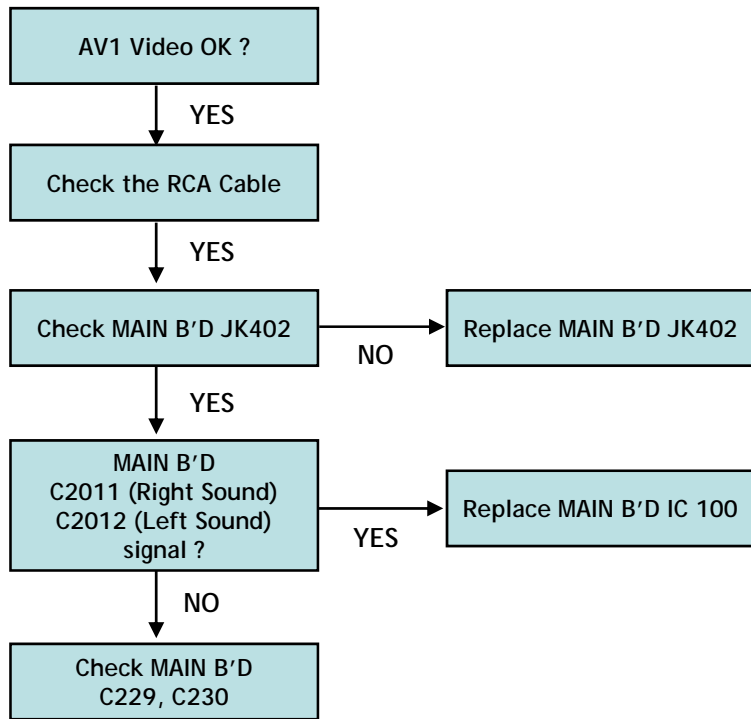 AV1 Video OK ?
YES
Check the RCA Cable
YES
Check MAIN B'D JK402
NO
Replace MAIN B'D JK402
YES
MAIN B'D
C2011 (Right Sound)
C2012 (Left Sound)
signal ?
YES
Replace MAIN B'D IC 100
NO
Check MAIN B'D
C229, C230